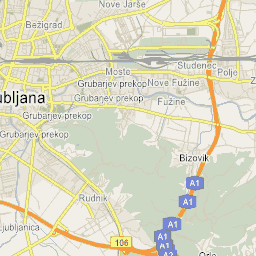 Nove Jarše
Bežigrad
Studenec
Moste
Polje
Grubarjev prekop
Nove Fužine
ubljana
Grubarjev prekop
Fužine
Grubarjev prekop
Grubarjev prekop
Bizovik
A1
Rudnik
A1
A1
A1
Ljubljanica
106
A1
Orle